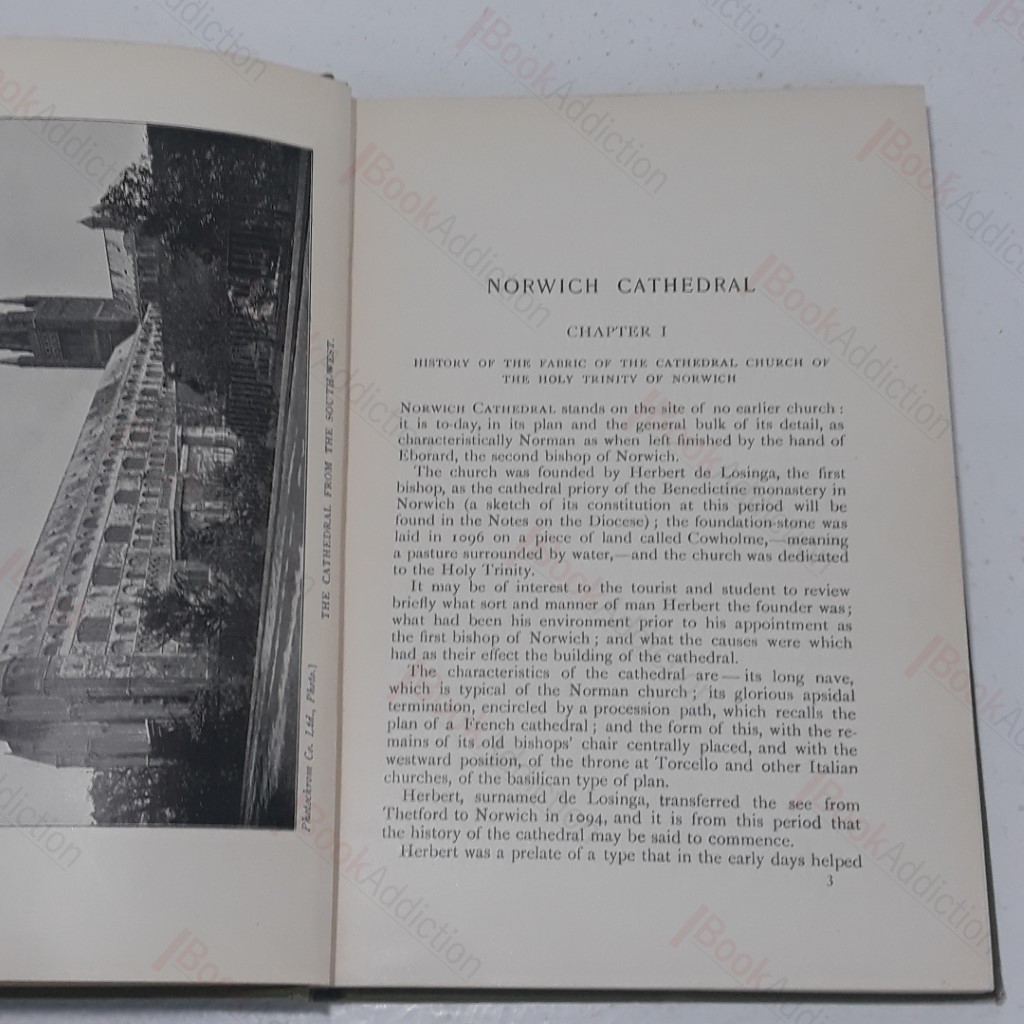 THE CATHEDRAL FROM THE SOUTH-WEST.
Photochrom Co. Ltd., Photo.]
NORWICH CATHEDRAL
CHAPTER I
HISTORY OF THE FABRIC OF THE CATHEDRAL CHURCH OF
THE HOLY TRINITY OF NORWICH
NORWICH CATHEDRAL stands on the site of no earlier church:
it is to-day, in its plan and the general bulk of its detail, as
characteristically Norman as when left finished by the hand of
Eborard, the second bishop of Norwich.
The church was founded by Herbert de Losinga, the first
bishop, as the cathedral priory of the Benedictine monastery in
Norwich (a sketch of its constitution at this period will be
found in the Notes on the Diocese); the foundation-stone was
laid in 1096 on a piece of land called Cowholme,—meaning
a pasture surrounded by water,—and the church was dedicated
to the Holy Trinity.
It may be of interest to the tourist and student to review
briefly what sort and manner of man Herbert the founder was;
what had been his environment prior to his appointment as
the first bishop of Norwich; and what the causes were which
had as their effect the building of the cathedral.
The characteristics of the cathedral are—its long nave,
which is typical of the Norman church; its glorious apsidal
termination, encircled by a procession path, which recalls the
plan of a French cathedral; and the form of this, with the re-
mains of its old bishops' chair centrally placed, and with the
westward position, of the throne at Torcello and other Italian
churches, of the basilican type of plan.
Herbert, surnamed de Losinga, transferred the see from
Thetford to Norwich in 1094, and it is from this period that
the history of the cathedral may be said to commence.
Herbert was a prelate of a type that in the early days helped
3
BookAddiction